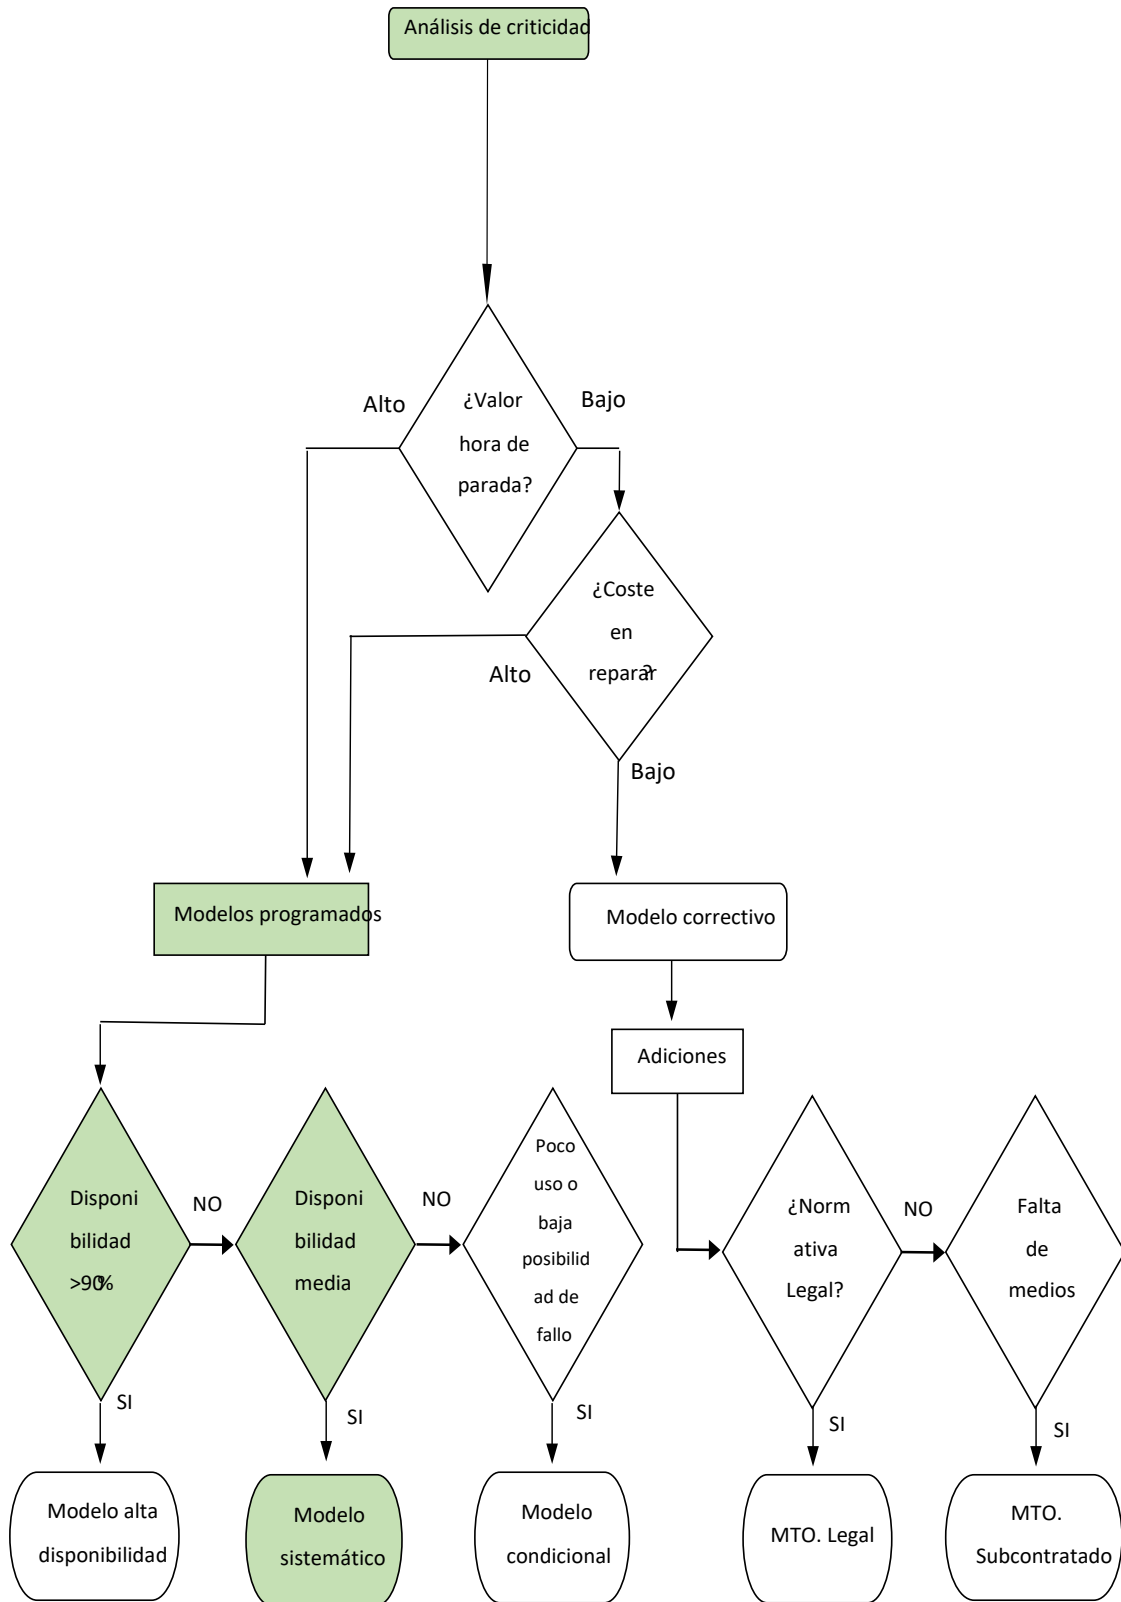 Análisis de criticidad
Alto
¿Valor
hora de
parada?
Bajo
¿Coste
en
reparar?
Alto
Bajo
Modelos programados
Modelo correctivo
Adiciones
Disponi
bilidad
>90%
NO
Disponi
bilidad
media
NO
Poco
uso o
baja
posibilid
ad de
fallo
¿Norm
ativa
Legal?
NO
Falta
de
medios
SI
SI
SI
SI
SI
Modelo alta
disponibilidad
Modelo
sistemático
Modelo
condicional
MTO. Legal
MTO.
Subcontratado